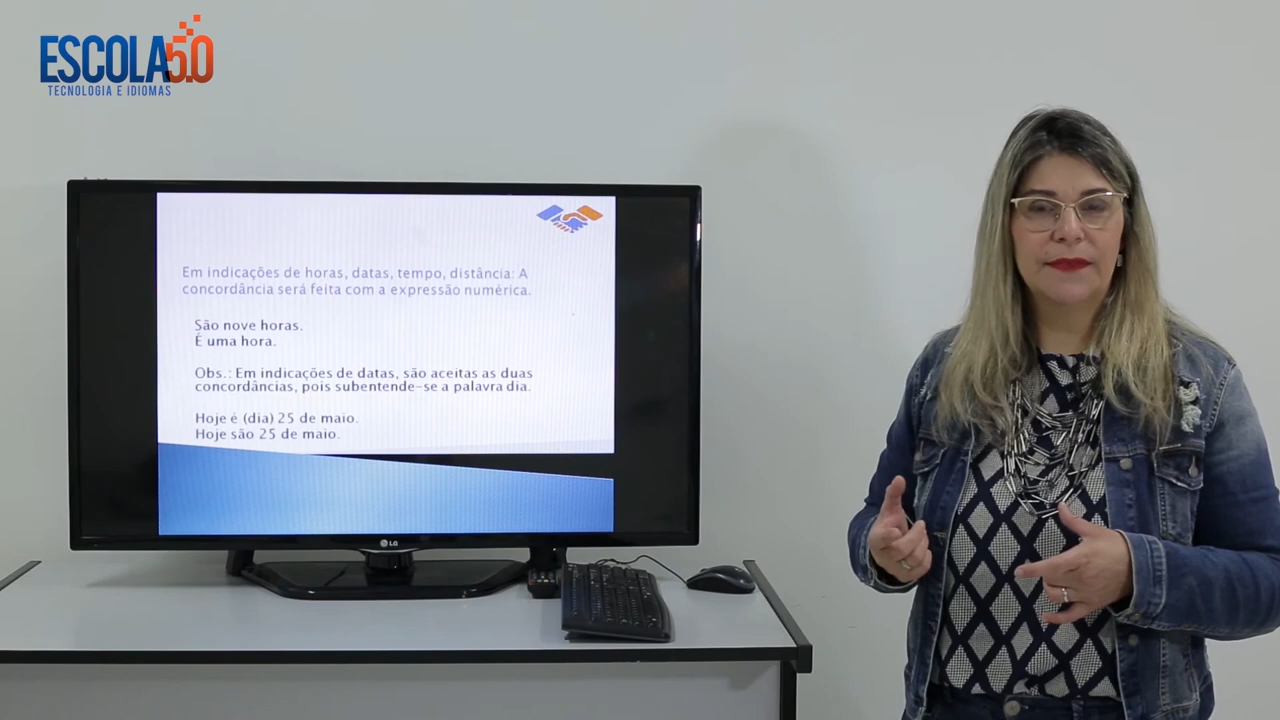 ESCOLA 5.0
TECNOLOGIA E IDIOMAS
Em indicações de horas, datas, tempo, distância: A
concordância será feita com a expressão numérica.
São nove horas.
É uma hora.
Obs.: Em indicações de datas, são aceitas as duas
concordâncias, pois subentende-se a palavra dia.
Hoje é (dia) 25 de maio.
Hoje são 25 de maio.
LG